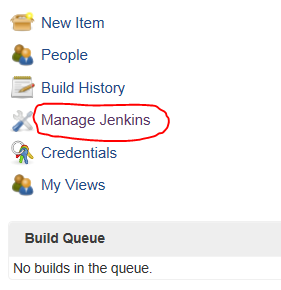 New Item
People
Build History
Manage Jenkins
Credentials
My Views
Build Queue
No builds in the queue.